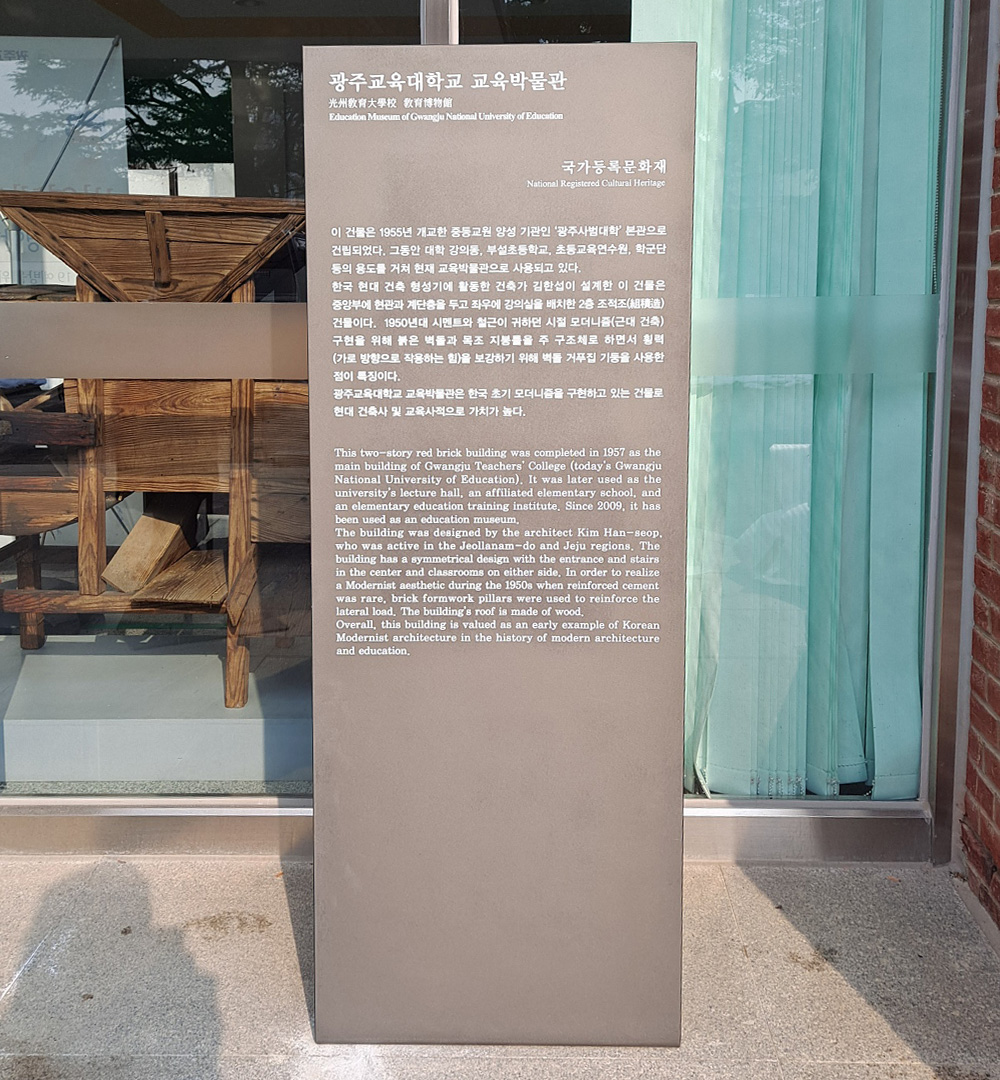 광주교육대학교 교육박물관
光州敎育大學校 敎育博物館
Education Museum of Gwangju National University of Education
국가등록문화재
National Registered Cultural Heritage
이 건물은 1955년 개교한 중등교원 양성 기관인 '광주사범대학' 본관으로
건립되었다. 그동안 대학 강의동, 부설초등학교, 초등교육연수원, 학군단
등의 용도를 거쳐 현재 교육박물관으로 사용되고 있다.
한국 현대 건축 형성기에 활동한 건축가 김한섭이 설계한 이 건물은
중앙부에 현관과 계단층을 두고 좌우에 강의실을 배치한 2층 조적조(組積造)
건물이다. 1950년대 시멘트와 철근이 귀하던 시절 모더니즘(근대 건축)
구현을 위해 붉은 벽돌과 목조 지붕틀을 주 구조체로 하면서 횡력
(가로 방향으로 작용하는 힘)을 보강하기 위해 벽돌 거푸집 기둥을 사용한
점이 특징이다.
광주교육대학교 교육박물관은 한국 초기 모더니즘을 구현하고 있는 건물로
현대 건축사 및 교육사적으로 가치가 높다.
This two-story red brick building was completed in 1957 as the
main building of Gwangju Teachers' College (today's Gwangju
National University of Education). It was later used as the
university's lecture hall, an affiliated elementary school, and
an elementary education training institute. Since 2009, it has
been used as an education museum.
The building was designed by the architect Kim Han-seop,
who was active in the Jeollanam-do and Jeju regions. The
building has a symmetrical design with the entrance and stairs
in the center and classrooms on either side. In order to realize
a Modernist aesthetic during the 1950s when reinforced cement
was rare, brick formwork pillars were used to reinforce the
lateral load. The building's roof is made of wood.
Overall, this building is valued as an early example of Korean
Modernist architecture in the history of modern architecture
and education.